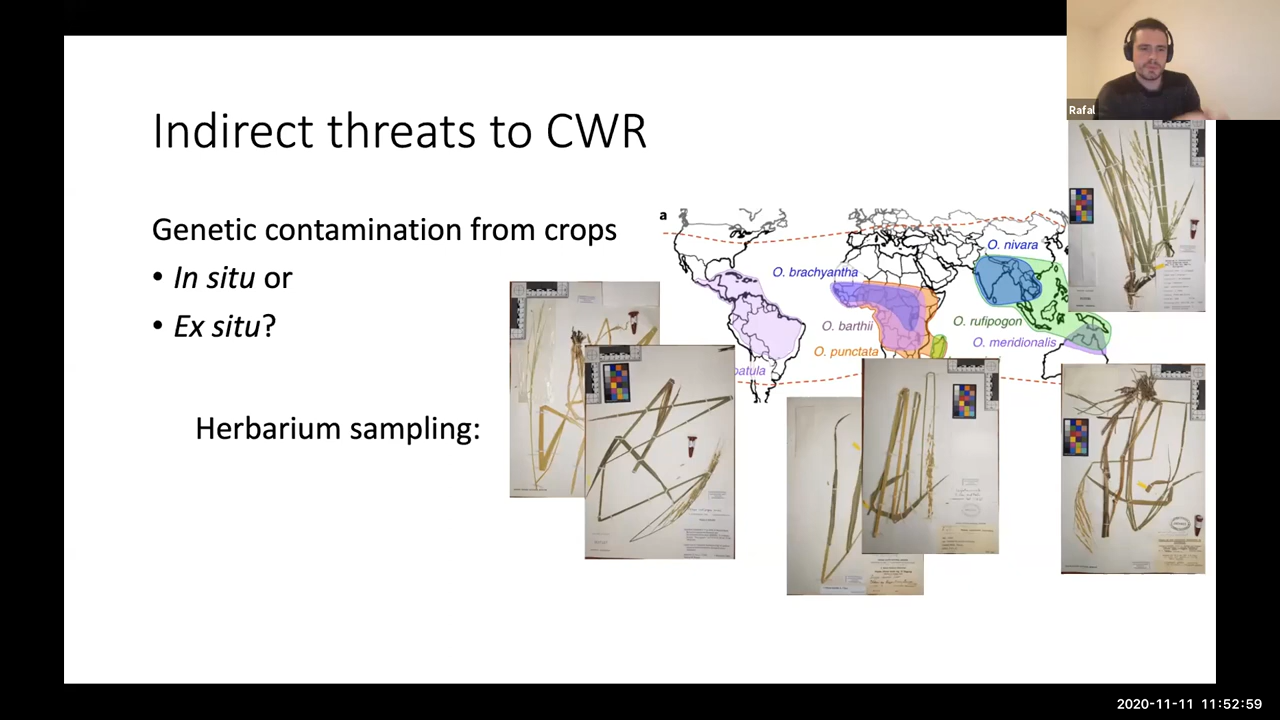 Rafal
Indirect threats to CWR
Genetic contamination from crops
• In situ or
• Ex situ?
Herbarium sampling:
a
O. nivara
O. brachyantha
O. barthii
O. rufipogon
O. punctata
O. meridionalis
patula
2020-11-11 11:52:59